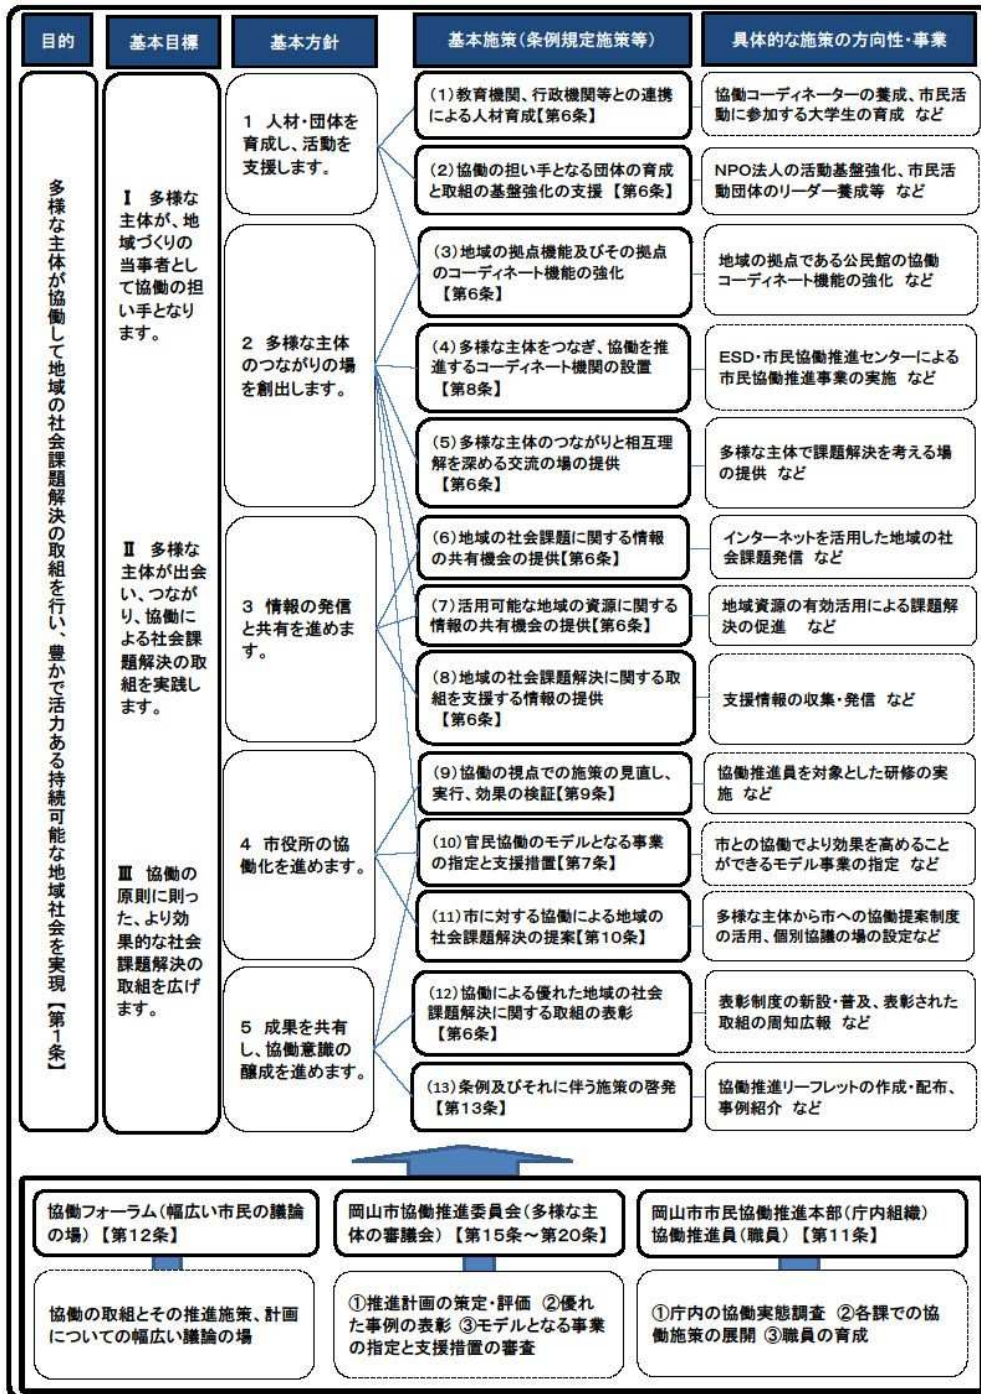 目的
基本目標
基本方針
基本施策(条例規定施策等)
具体的な施策の方向性・事業
多様な主体が協働して地域の社会課題解決の取組を行い、豊かで活力ある持続可能な地域社会を実現【第1条】
Ⅰ 多様な
主体が、地
域づくりの
当事者とし
て協働の担
い手となり
ます。
Ⅱ 多様な
主体が出会
い、つなが
り、協働に
よる社会課
題解決の取
組を実践し
ます。
Ⅲ 協働の
原則に則っ
た、より効
果的な社会
課題解決の
取組を広げ
ます。
1 人材・団体を
育成し、活動を
支援します。
2 多様な主体
のつながりの場
を創出します。
3 情報の発信
と共有を進めま
す。
4 市役所の協
働化を進めます。
5 成果を共有
し、協働意識の
醸成を進めます。
(1)教育機関、行政機関等との連携
による人材育成【第6条】
協働コーディネーターの養成、市民活
動に参加する大学生の育成 など
(2)協働の担い手となる団体の育成
と取組の基盤強化の支援 【第6条】
NPO法人の活動基盤強化、市民活
動団体のリーダー養成等 など
(3)地域の拠点機能及びその拠点
のコーディネート機能の強化
【第6条】
地域の拠点である公民館の協働
コーディネート機能の強化 など
(4)多様な主体をつなぎ、協働を推
進するコーディネート機関の設置
【第8条】
ESD・市民協働推進センターによる
市民協働推進事業の実施 など
(5)多様な主体のつながりと相互理
解を深める交流の場の提供
【第6条】
多様な主体で課題解決を考える場
の提供 など
(6)地域の社会課題に関する情報
の共有機会の提供【第6条】
インターネットを活用した地域の社
会課題発信 など
(7)活用可能な地域の資源に関する
情報の共有機会の提供【第6条】
地域資源の有効活用による課題解
決の促進 など
(8)地域の社会課題解決に関する取
組を支援する情報の提供
【第6条】
支援情報の収集・発信 など
(9)協働の視点での施策の見直し、
実行、効果の検証【第9条】
協働推進員を対象とした研修の実
施 など
(10)官民協働のモデルとなる事業
の指定と支援措置【第7条】
市との協働でより効果を高めること
ができるモデル事業の指定 など
(11)市に対する協働による地域の
社会課題解決の提案【第10条】
多様な主体から市への協働提案制度
の活用、個別協議の場の設定など
(12)協働による優れた地域の社会
課題解決に関する取組の表彰
【第6条】
表彰制度の新設・普及、表彰された
取組の周知広報 など
(13)条例及びそれに伴う施策の啓発
【第13条】
協働推進リーフレットの作成・配布、
事例紹介 など
協働フォーラム(幅広い市民の議論
の場) 【第12条】
岡山市協働推進委員会(多様な主
体の審議会) 【第15条～第20条】
岡山市市民協働推進本部(庁内組織)
協働推進員(職員) 【第11条】
協働の取組とその推進施策、計画
についての幅広い議論の場
①推進計画の策定・評価 ②優れ
た事例の表彰 ③モデルとなる事業
の指定と支援措置の審査
①庁内の協働実態調査 ②各課での協
働施策の展開 ③職員の育成